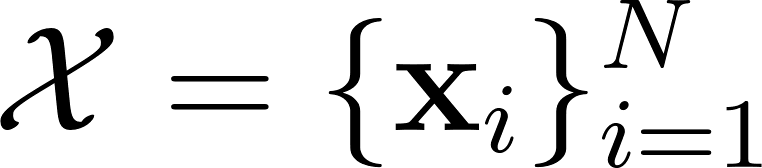 𝒳 = {𝐱ᵢ}ᵢ₌₁ᴺ